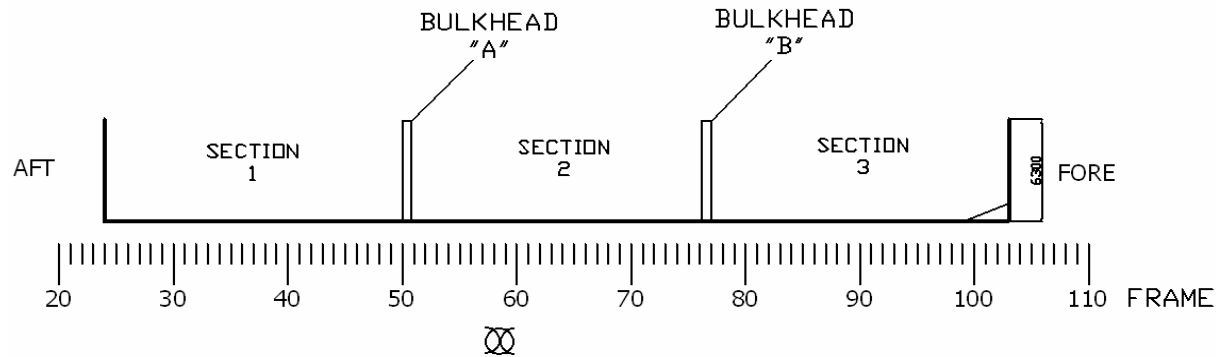 BULKHEAD
"A"
BULKHEAD
"B"
AFT
SECTION
1
SECTION
2
SECTION
3
6300
FORE
20 30 40 50 60 70 80 90 100 110 FRAME